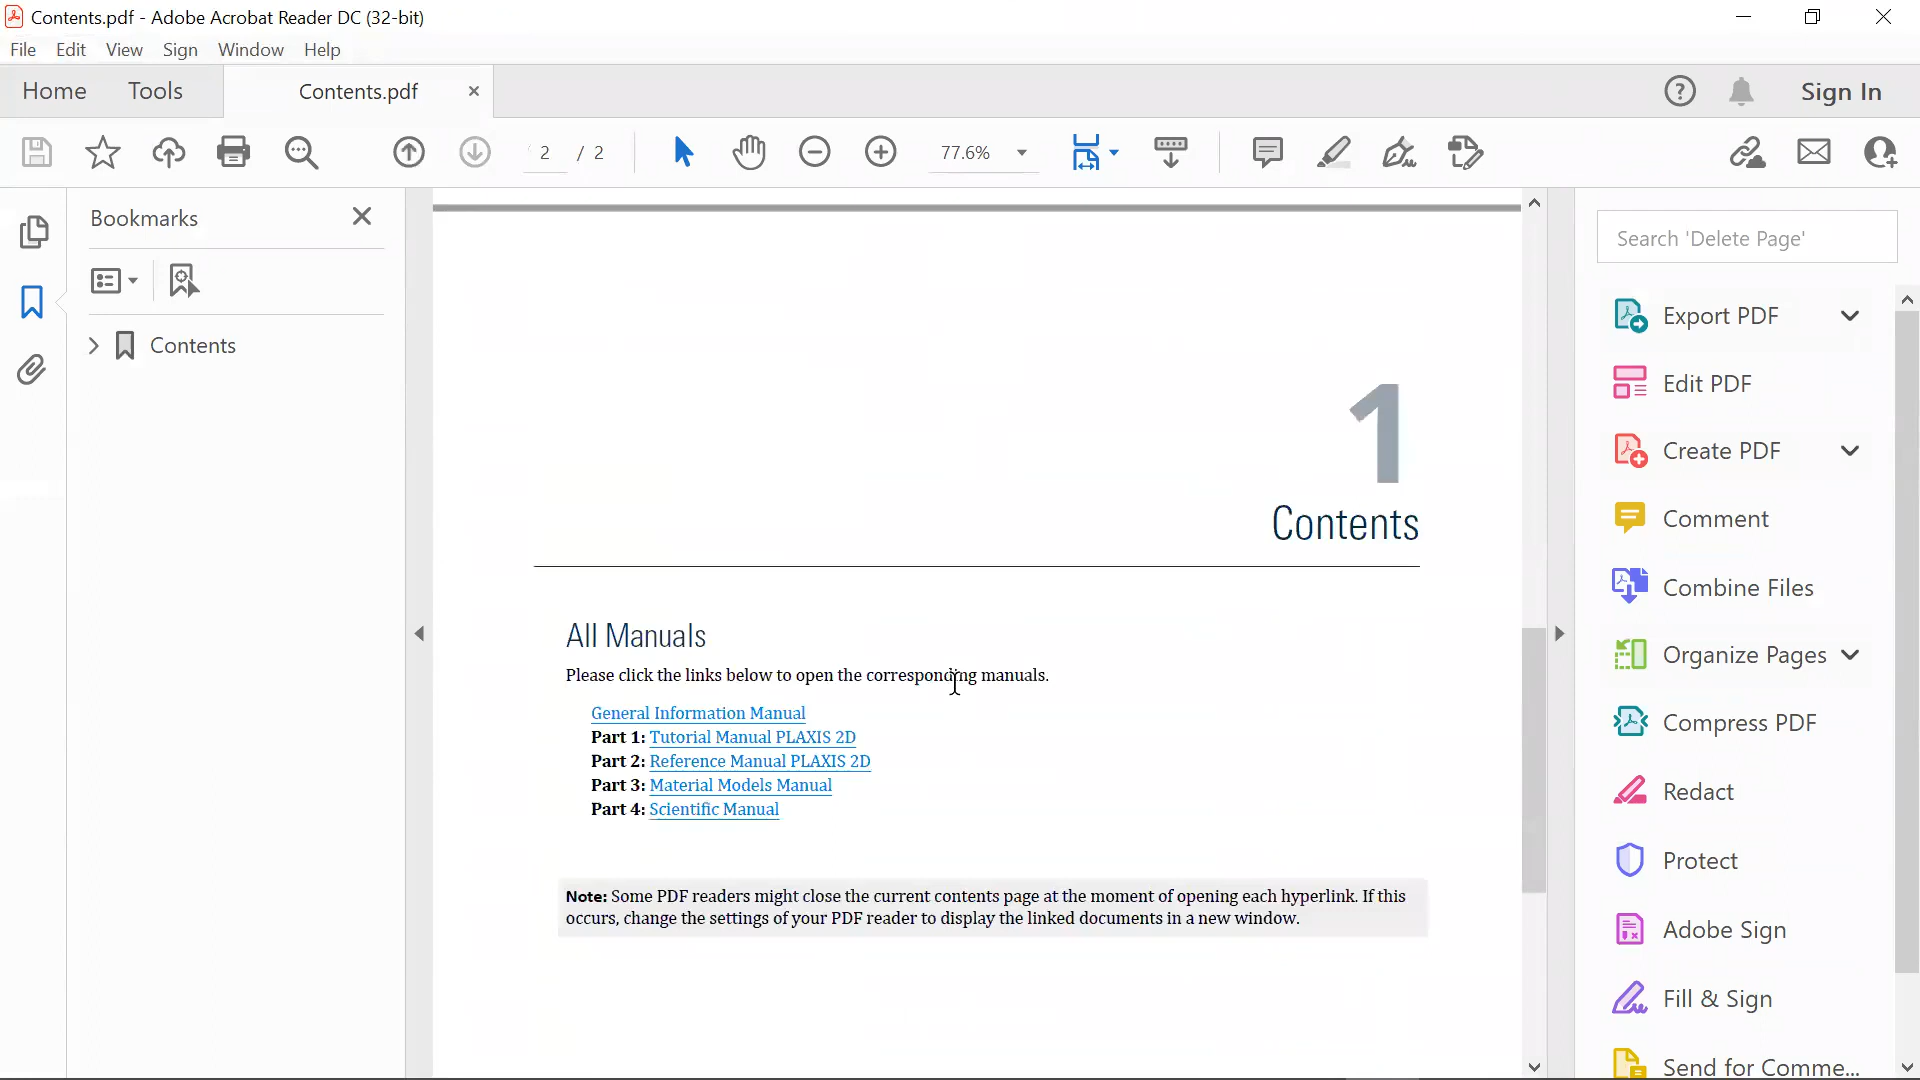 Contents.pdf - Adobe Acrobat Reader DC (32-bit)
File Edit View Sign Window Help
Home Tools Contents.pdf Sign In
2 / 2 77.6%
Bookmarks
Contents
1
Contents
All Manuals
Please click the links below to open the corresponding manuals.
General Information Manual
Part 1: Tutorial Manual PLAXIS 2D
Part 2: Reference Manual PLAXIS 2D
Part 3: Material Models Manual
Part 4: Scientific Manual
Note: Some PDF readers might close the current contents page at the moment of opening each hyperlink. If this
occurs, change the settings of your PDF reader to display the linked documents in a new window.
Search 'Delete Page'
Export PDF
Edit PDF
Create PDF
Comment
Combine Files
Organize Pages
Compress PDF
Redact
Protect
Adobe Sign
Fill & Sign
Send for Comme...